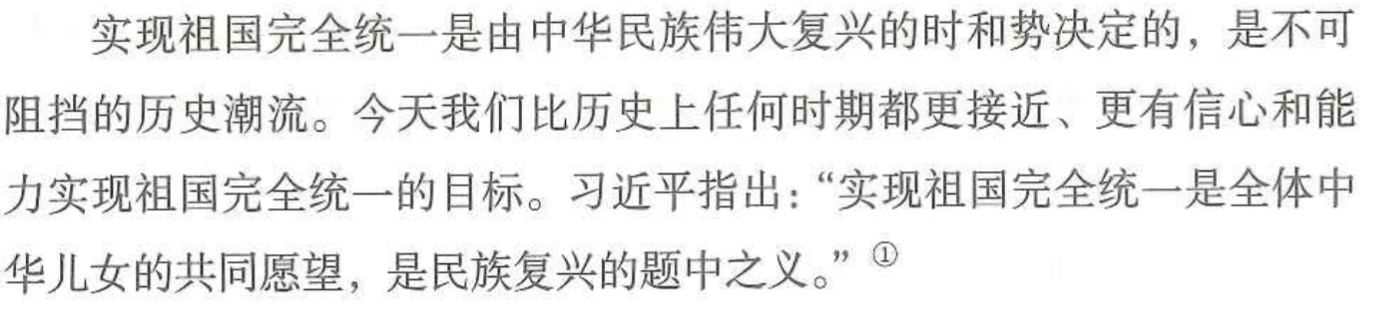 实现祖国完全统一是由中华民族伟大复兴的时和势决定的，是不可
阻挡的历史潮流。今天我们比历史上任何时期都更接近、更有信心和能
力实现祖国完全统一的目标。习近平指出：“实现祖国完全统一是全体中
华儿女的共同愿望，是民族复兴的题中之义。”①